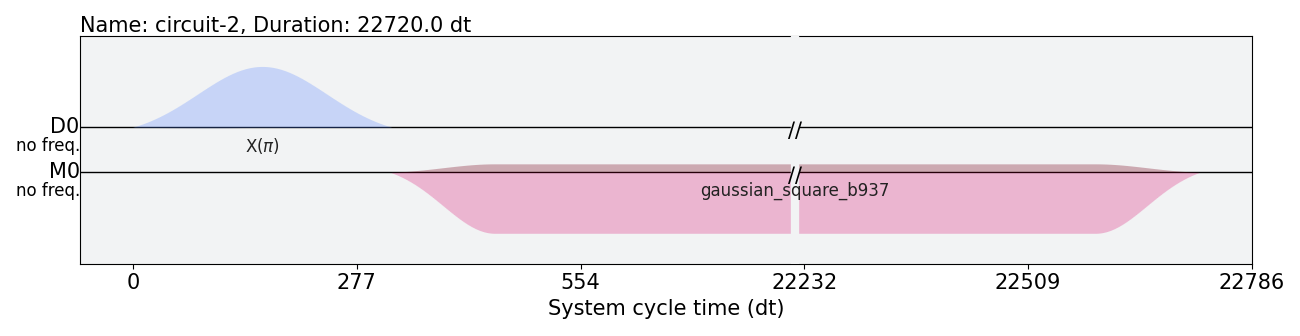 Name: circuit-2, Duration: 22720.0 dt
D0
no freq.
X(π)
M0
no freq.
gaussian_square_b937
0 277 554 22232 22509 22786
System cycle time (dt)